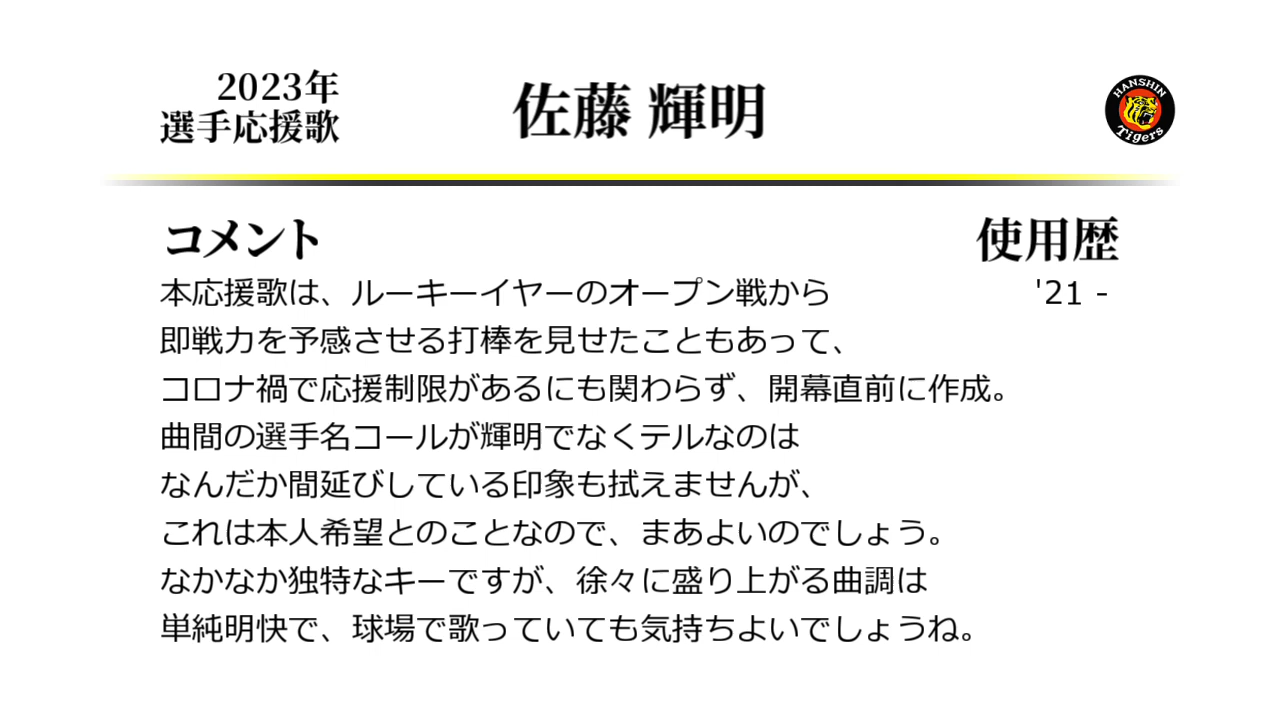 2023年
選手応援歌
佐藤 輝明
HANSHIN
Tigers
コメント
使用歴
本応援歌は、ルーキーイヤーのオープン戦から
'21 -
即戦力を予感させる打棒を見せたこともあって、
コロナ禍で応援制限があるにも関わらず、開幕直前に作成。
曲間の選手名コールが輝明でなくテルなのは
なんだか間延びしている印象も拭えませんが、
これは本人希望とのことなので、まあよいのでしょう。
なかなか独特なキーですが、徐々に盛り上がる曲調は
単純明快で、球場で歌っていても気持ちよいでしょうね。